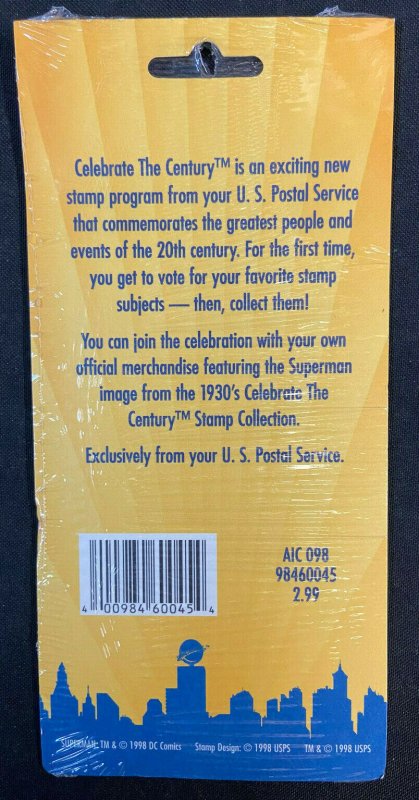 Celebrate The Century™ is an exciting new
stamp program from your U. S. Postal Service
that commemorates the greatest people and
events of the 20th century. For the first time,
you get to vote for your favorite stamp
subjects — then, collect them!
You can join the celebration with your own
official merchandise featuring the Superman
image from the 1930's Celebrate The
Century™ Stamp Collection.
Exclusively from your U. S. Postal Service.
AIC 098
98460045
2.99
4 00984 60045 4
SUPERMAN: TM & © 1998 DC Comics Stamp Design: © 1998 USPS TM & © 1998 USPS